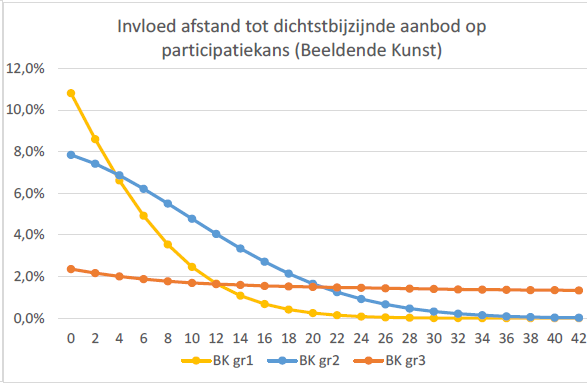 Invloed afstand tot dichtstbijzijnde aanbod op
participatiekans (Beeldende Kunst)
12,0%
10,0%
8,0%
6,0%
4,0%
2,0%
0,0%
0 2 4 6 8 10 12 14 16 18 20 22 24 26 28 30 32 34 36 38 40 42
BK gr1 BK gr2 BK gr3